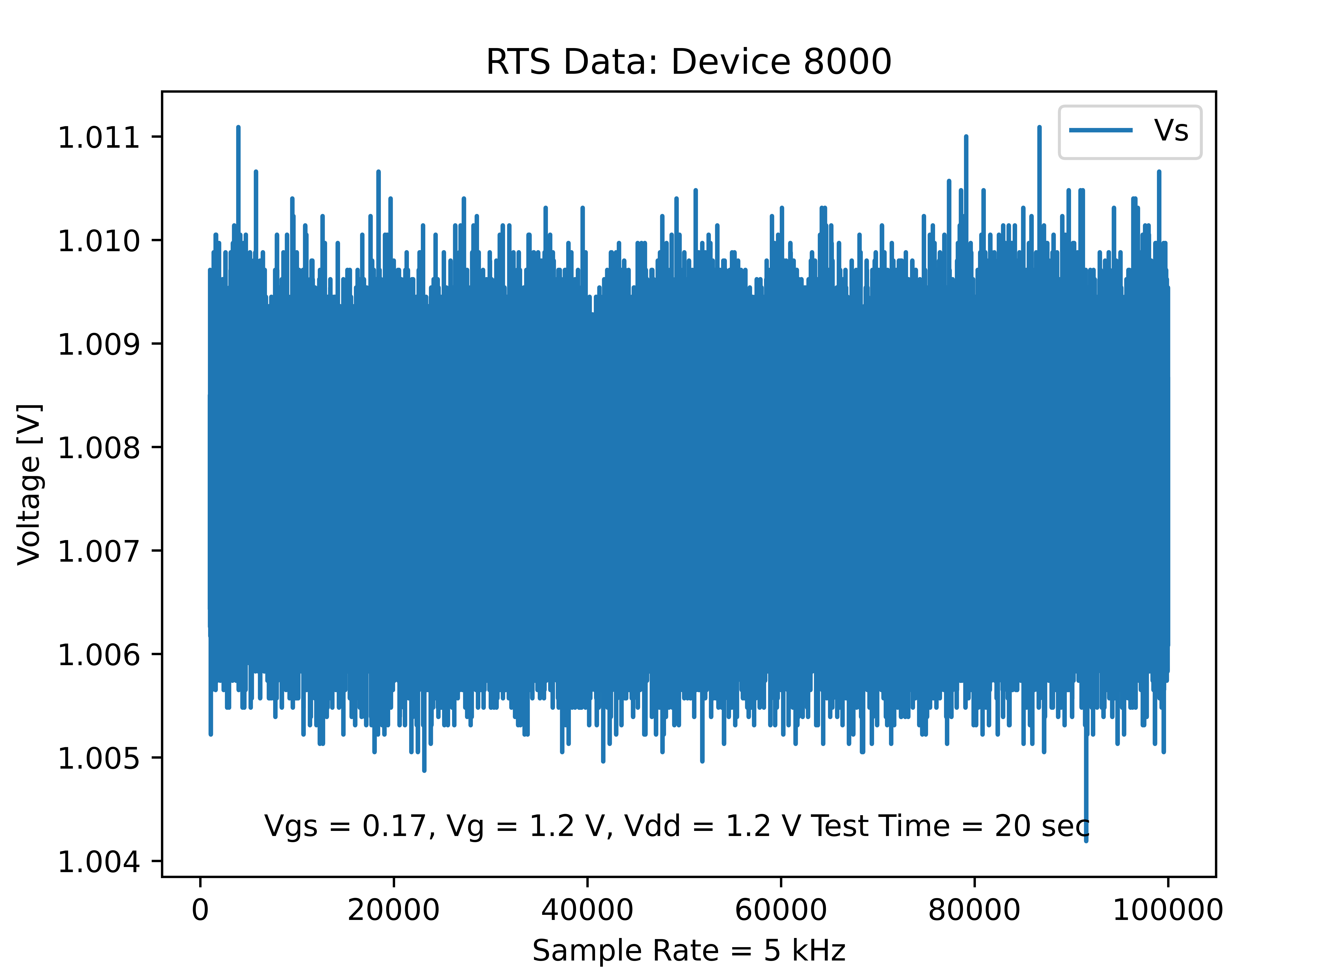 RTS Data: Device 8000
Vs
1.011
1.010
1.009
1.008
1.007
1.006
1.005
1.004
Voltage [V]
Vgs = 0.17, Vg = 1.2 V, Vdd = 1.2 V Test Time = 20 sec
0 20000 40000 60000 80000 100000
Sample Rate = 5 kHz